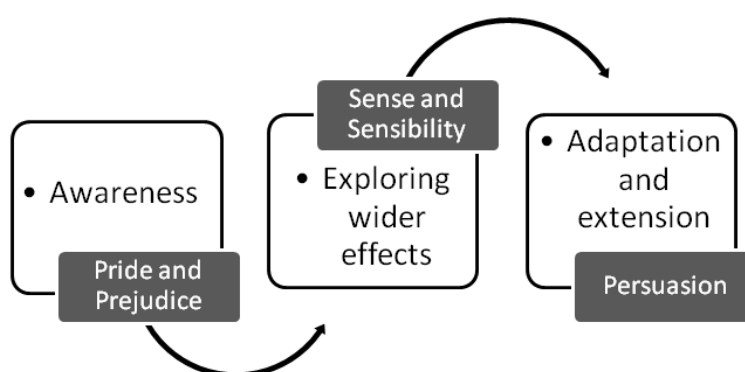 • Awareness
Pride and
Prejudice
Sense and
Sensibility
• Exploring
wider
effects
• Adaptation
and
extension
Persuasion